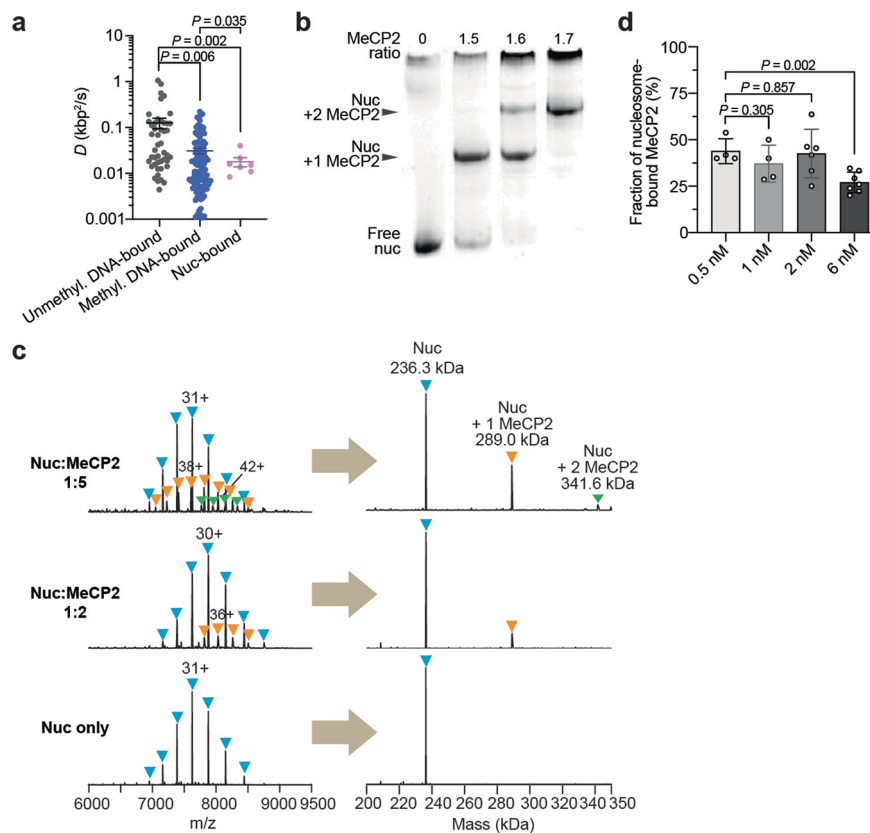 a
P = 0.035
P = 0.002
P = 0.006
D (kbp²/s)
10
1
0.1
0.01
0.001
Unmethyl. DNA-bound
Methyl. DNA-bound
Nuc-bound
b
MeCP2
ratio
0
1.5
1.6
1.7
Nuc
+2 MeCP2
Nuc
+1 MeCP2
Free
nuc
d
Fraction of nucleosome-
bound MeCP2 (%)
100
75
50
25
0
P = 0.002
P = 0.857
P = 0.305
0.5 nM
1 nM
2 nM
6 nM
c
Nuc:MeCP2
1:5
31+
38+
42+
Nuc
236.3 kDa
Nuc
+ 1 MeCP2
289.0 kDa
Nuc
+ 2 MeCP2
341.6 kDa
Nuc:MeCP2
1:2
30+
36+
Nuc only
31+
6000
7000
8000
9000
9500
m/z
200
220
240
260
280
300
320
340
350
Mass (kDa)